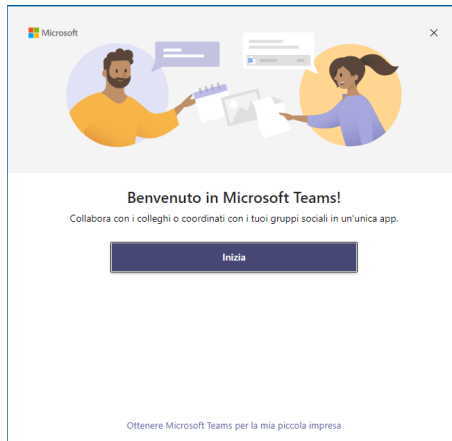 Microsoft
Benvenuto in Microsoft Teams!
Collabora con i colleghi o coordinati con i tuoi gruppi sociali in un'unica app.
Inizia
Ottenere Microsoft Teams per la mia piccola impresa